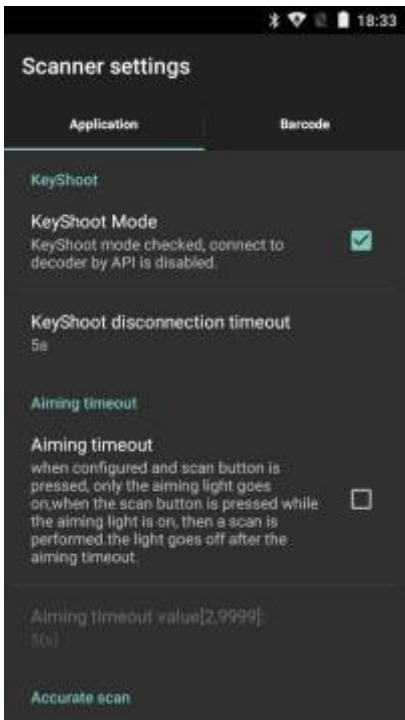 18:33
Scanner settings
Application Barcode
KeyShoot
KeyShoot Mode
KeyShoot mode checked, connect to
decoder by API is disabled.
KeyShoot disconnection timeout
5s
Aiming timeout
Aiming timeout
when configured and scan button is
pressed, only the aiming light goes
on,when the scan button is pressed while
the aiming light is on, then a scan is
performed.the light goes off after the
aiming timeout.
Aiming timeout value[2,9999]:
5(s)
Accurate scan